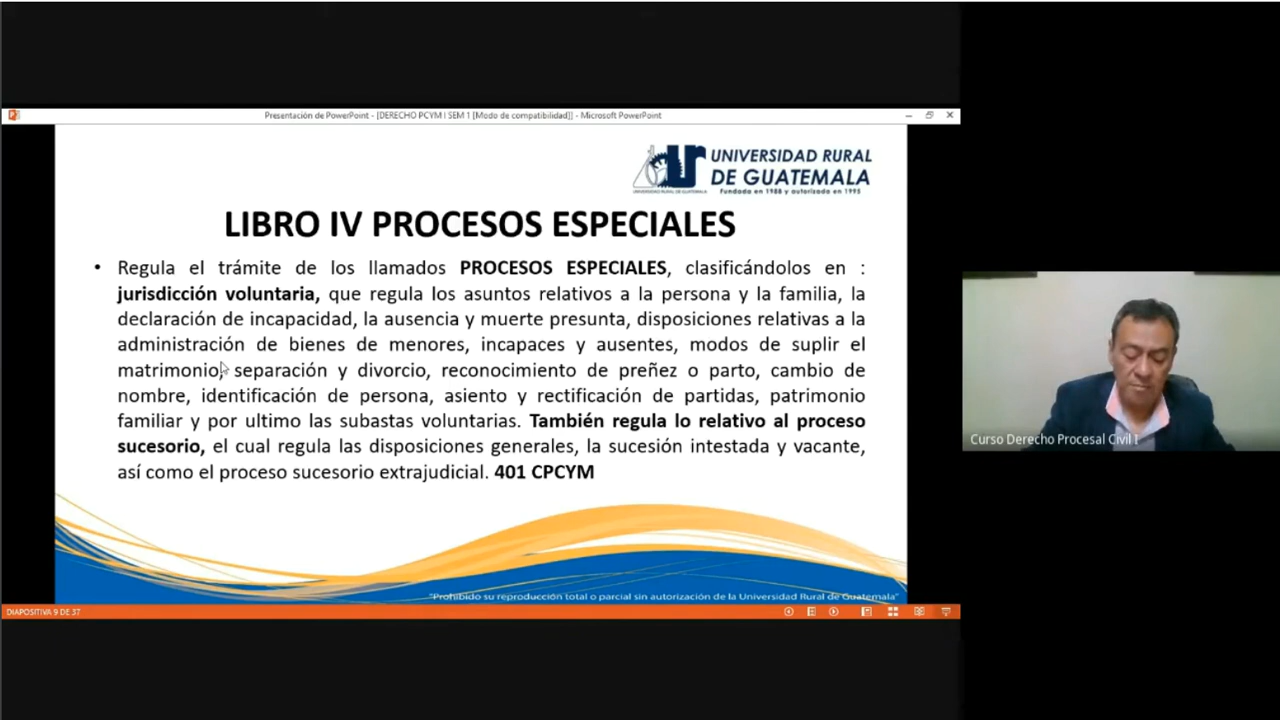 Presentación de PowerPoint - [DERECHO PCYM I SEM 1 [Modo de compatibilidad]] - Microsoft PowerPoint
UNIVERSIDAD RURAL
DE GUATEMALA
UNIVERSIDAD RURAL DE GUATEMALA
Fundada en 1988 y autorizada en 1995
LIBRO IV PROCESOS ESPECIALES
• Regula el trámite de los llamados PROCESOS ESPECIALES, clasificándolos en :
jurisdicción voluntaria, que regula los asuntos relativos a la persona y la familia, la
declaración de incapacidad, la ausencia y muerte presunta, disposiciones relativas a la
administración de bienes de menores, incapaces y ausentes, modos de suplir el
matrimonio, separación y divorcio, reconocimiento de preñez o parto, cambio de
nombre, identificación de persona, asiento y rectificación de partidas, patrimonio
familiar y por ultimo las subastas voluntarias. También regula lo relativo al proceso
sucesorio, el cual regula las disposiciones generales, la sucesión intestada y vacante,
así como el proceso sucesorio extrajudicial. 401 CPCYM
"Prohibido su reproducción total o parcial sin autorización de la Universidad Rural de Guatemala"
DIAPOSITIVA 9 DE 37
Curso Derecho Procesal Civil I